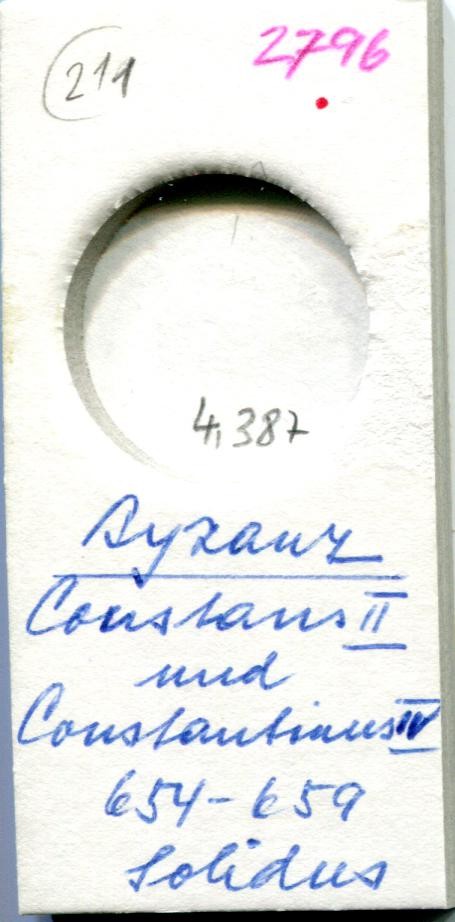 211
2796
4,387
Byzanz
Constans II
und
Constantinus IV
654-659
Solidus